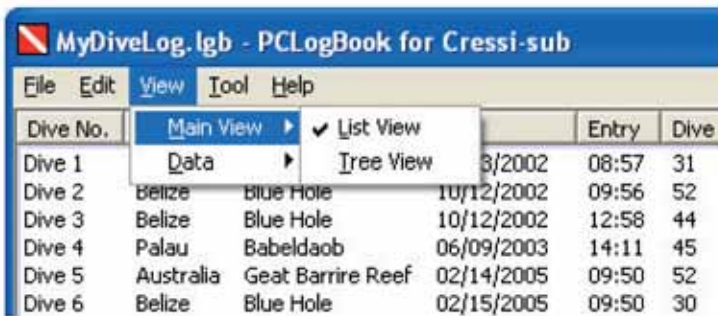 MyDiveLog.lgb - PCLogBook for Cressi-sub
File Edit View Tool Help
Dive No. Entry Dive
Main View List View
Data Tree View
Dive 1 3/2002 08:57 31
Dive 2 Belize Blue Hole 10/12/2002 09:56 52
Dive 3 Belize Blue Hole 10/12/2002 12:58 44
Dive 4 Palau Babeldaob 06/09/2003 14:11 45
Dive 5 Australia Geat Barrire Reef 02/14/2005 09:50 52
Dive 6 Belize Blue Hole 02/15/2005 09:50 30